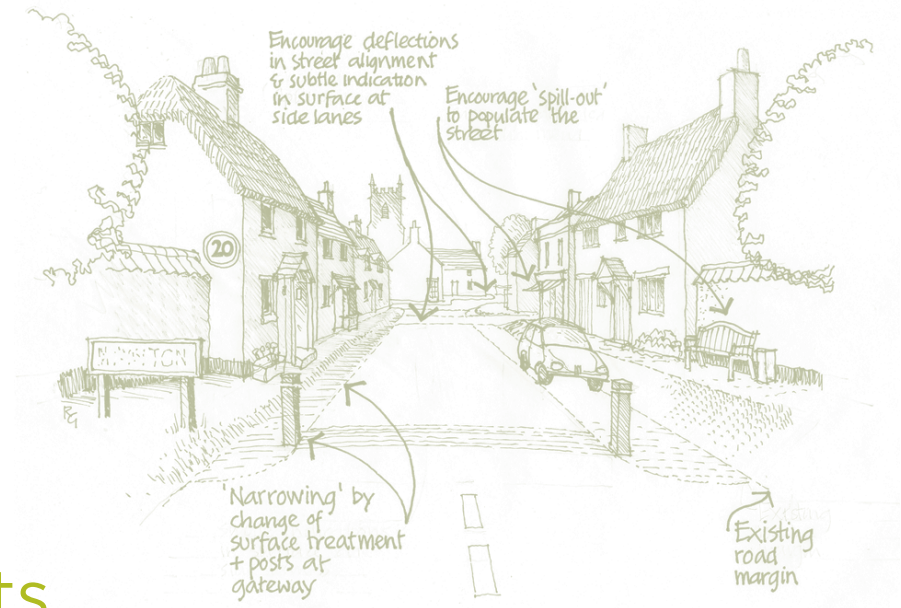 Encourage deflections
in street alignment
& subtle indication
in surface at
side lanes
Encourage 'spill-out'
to populate 'the
street
20
'Narrowing' by
change of
surface treatment
+ posts at
gateway
Existing
road
margin
ts